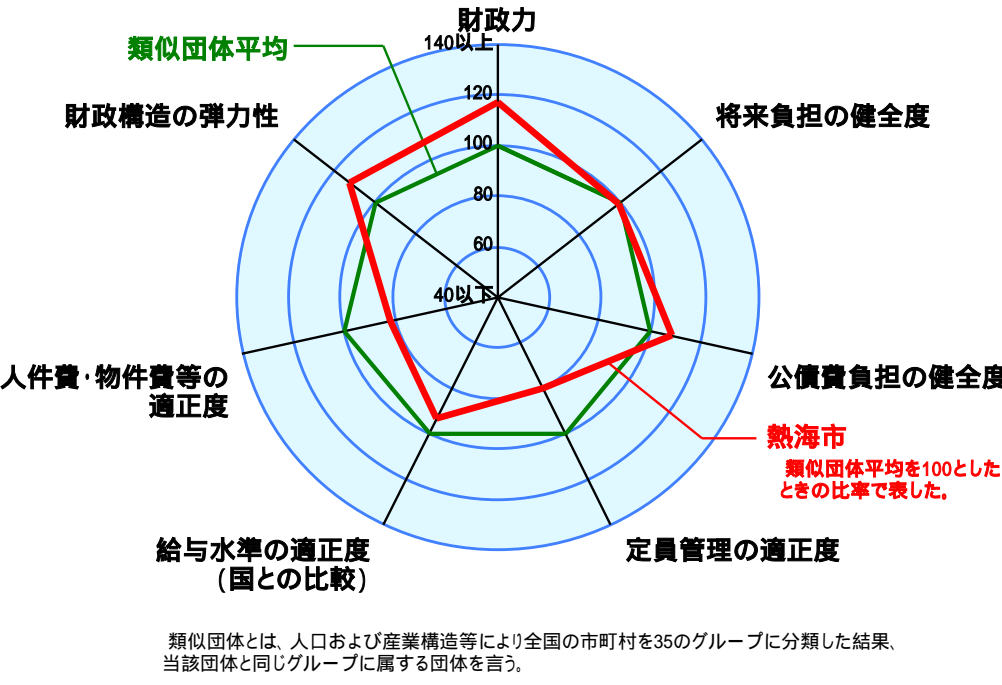 財政力
140以上
類似団体平均
120
財政構造の弾力性
将来負担の健全度
100
80
60
40以下
人件費・物件費等の
適正度
公債費負担の健全度
熱海市
類似団体平均を100とした
ときの比率で表した。
給与水準の適正度
(国との比較)
定員管理の適正度
類似団体とは、人口および産業構造等により全国の市町村を35のグループに分類した結果、
当該団体と同じグループに属する団体を言う。